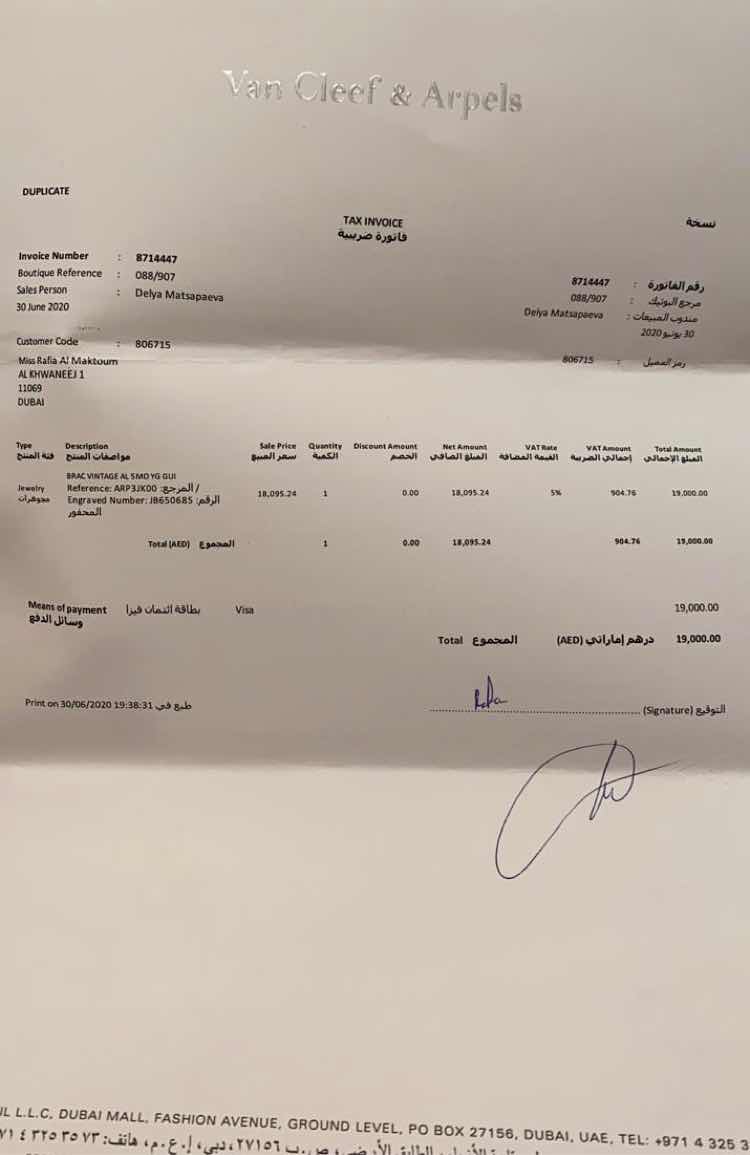 Van Cleef & Arpels
DUPLICATE
نسخة
TAX INVOICE
فاتورة ضريبية
Invoice Number : 8714447
Boutique Reference : 088/907
Sales Person : Delya Matsapaeva
30 June 2020
8714447 : رقم الفاتورة
088/907 : مرجع البوتيك
Delya Matsapaeva : مندوب المبيعات
30 يونيو 2020
Customer Code : 806715
806715 : رمز العميل
Miss Rafia Al Maktoum
AL KHWANEEJ 1
11069
DUBAI
Type Description Sale Price Quantity Discount Amount Net Amount VAT Rate VAT Amount Total Amount
فئة المنتج مواصفات المنتج سعر المبيع الكمية الخصم المبلغ الصافي القيمة المضافة إجمالي الضريبة المبلغ الإجمالي
BRAC VINTAGE AL 5MO YG GUI
Jewelry Reference: ARP3JK00 :المرجع /
مجوهرات Engraved Number: JB650685 :الرقم
المحفور
18,095.24 1 0.00 18,095.24 5% 904.76 19,000.00
Total (AED) المجموع 1 0.00 18,095.24 904.76 19,000.00
Means of payment بطاقة ائتمان فيزا Visa 19,000.00
وسائل الدفع
Total المجموع (AED) درهم إماراتي 19,000.00
Print on 30/06/2020 19:38:31 طبع في
(Signature) التوقيع
L.L.C, DUBAI MALL, FASHION AVENUE, GROUND LEVEL, PO BOX 27156, DUBAI, UAE, TEL: +971 4 325 3
ص.ب ٢٧١٥٦، دبي، إ.ع.م، هاتف: ٧٣ ٣٥ ٣٢٥ ٤ ٧١